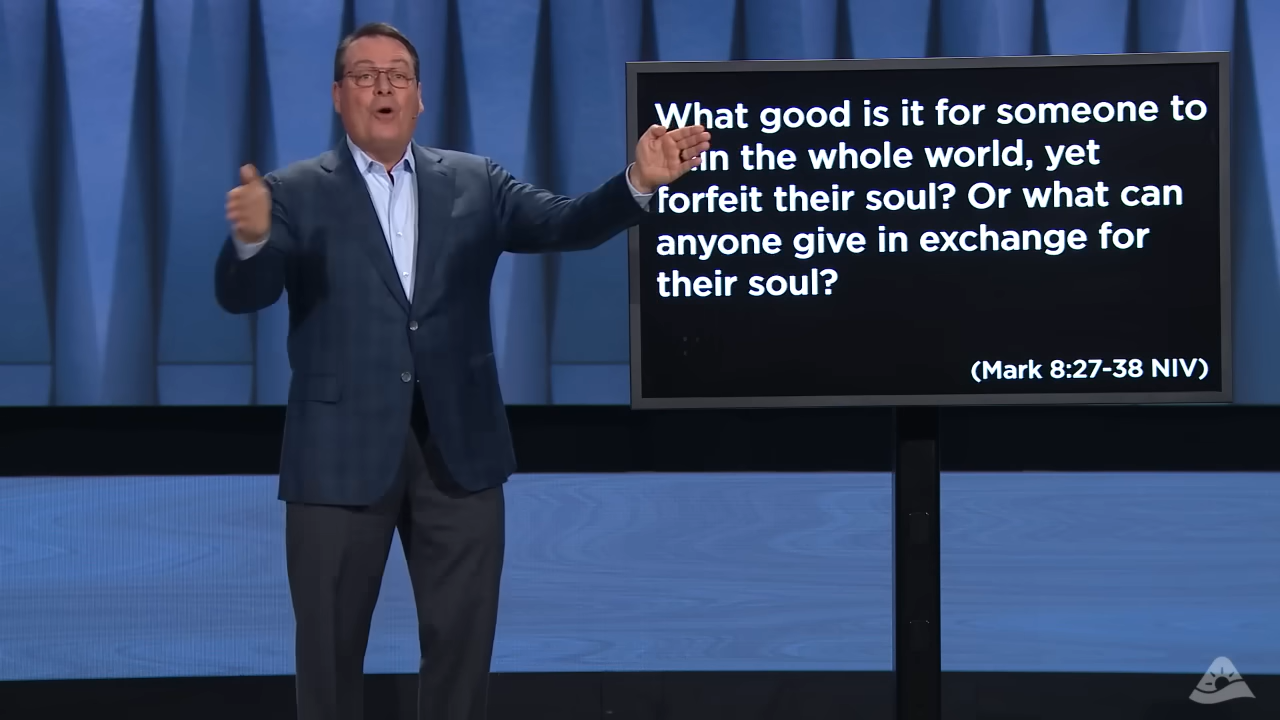 What good is it for someone to
in the whole world, yet
forfeit their soul? Or what can
anyone give in exchange for
their soul?
(Mark 8:27-38 NIV)